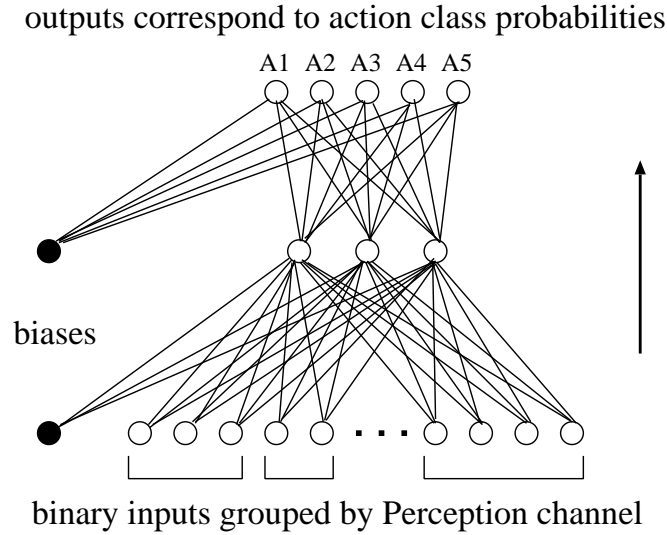 outputs correspond to action class probabilities
A1 A2 A3 A4 A5
biases
binary inputs grouped by Perception channel